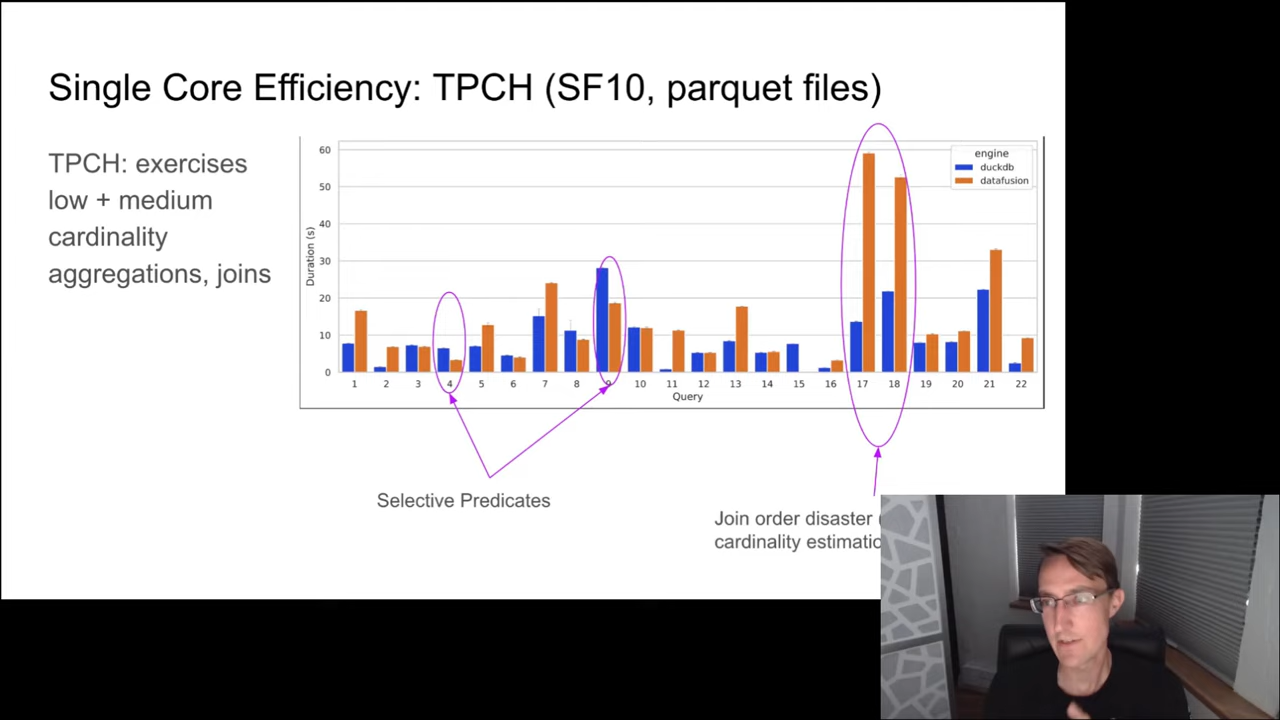 Single Core Efficiency: TPCH (SF10, parquet files)
TPCH: exercises
low + medium
cardinality
aggregations, joins
engine
duckdb
datafusion
Duration (s)
60
50
40
30
20
10
0
1 2 3 4 5 6 7 8 9 10 11 12 13 14 15 16 17 18 19 20 21 22
Query
Selective Predicates
Join order disaster
cardinality